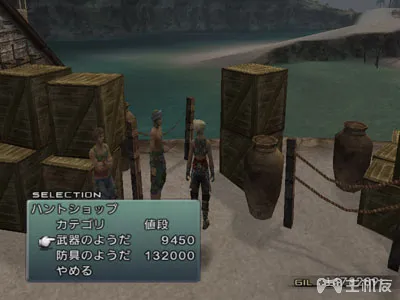 SELECTION
ハントショップ
カテゴリ 値段
武器のようだ 9450
防具のようだ 132000
やめる
GIL